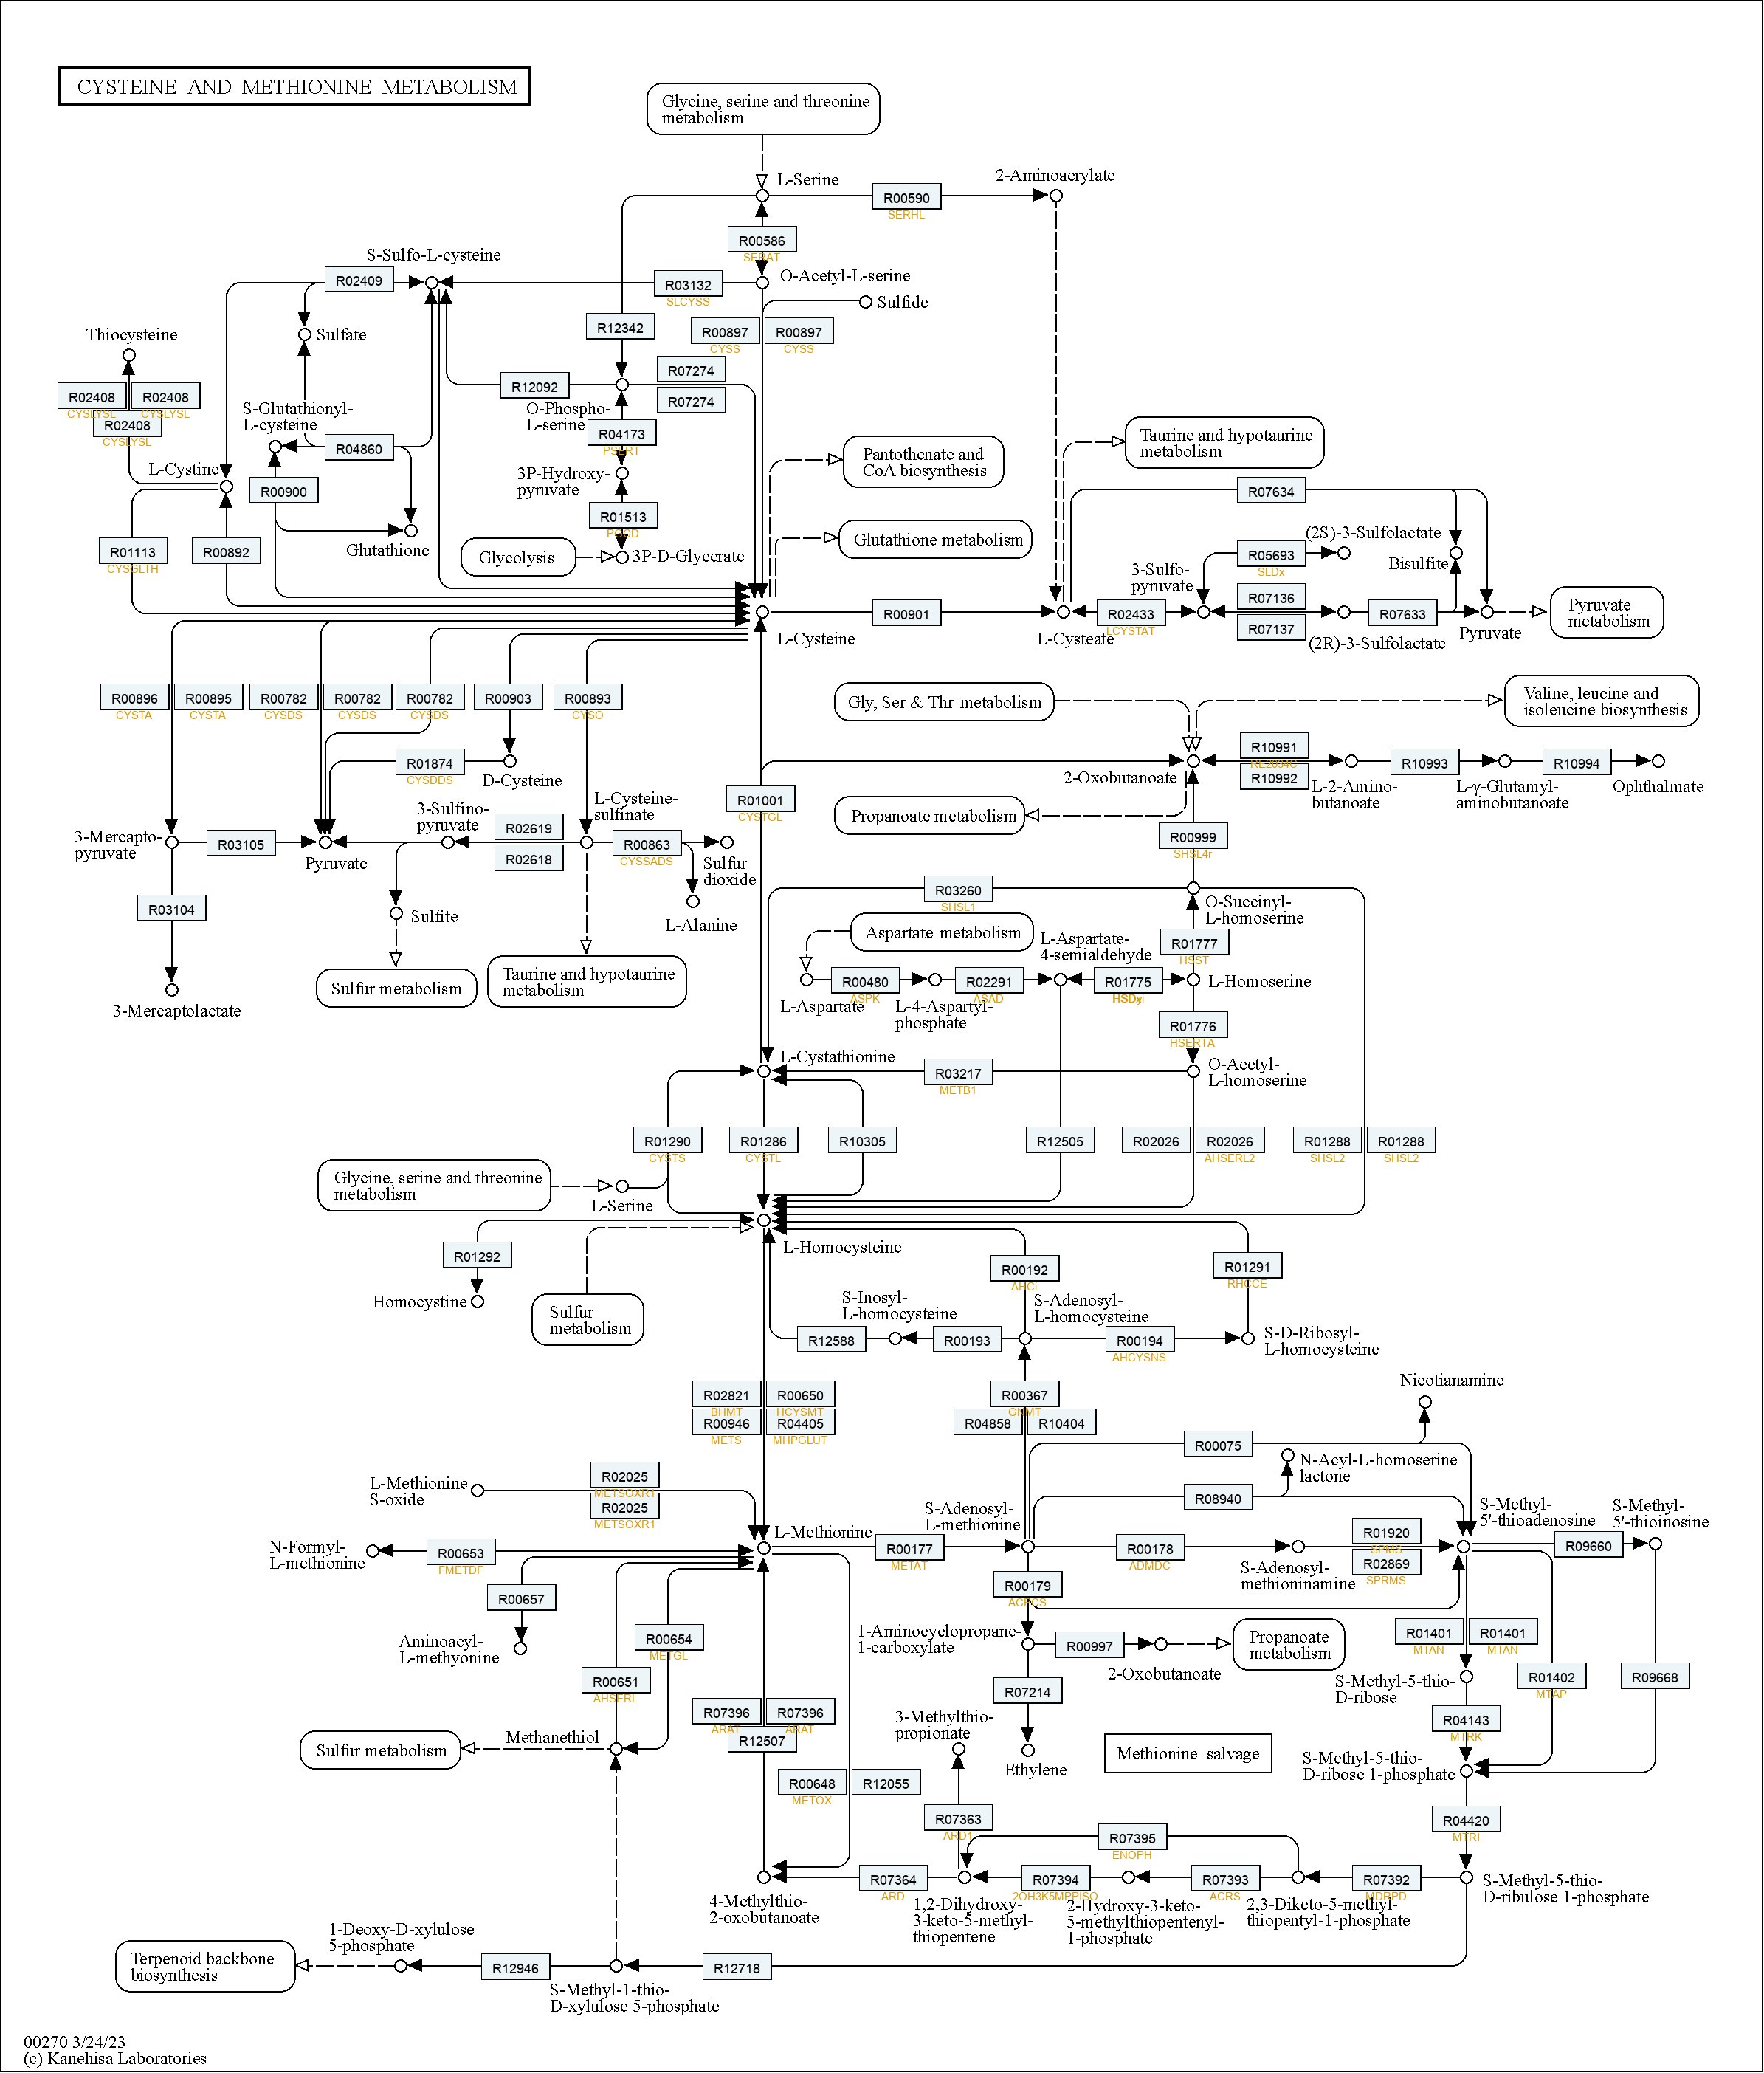 CYSTEINE AND METHIONINE METABOLISM
Glycine, serine and threonine
metabolism
L-Serine
R00590
SERHL
2-Aminoacrylate
R00586
SERAT
S-Sulfo-L-cysteine
R02409
R03132
SLCYSS
O-Acetyl-L-serine
Sulfide
R12342
R00897
CYSS
R00897
CYSS
Thiocysteine
Sulfate
R02408
CYSLYSL
R02408
CYSLYSL
R02408
CYSLYSL
R12092
R07274
R07274
S-Glutathionyl-
L-cysteine
O-Phospho-
L-serine
R04860
R04173
PSERT
L-Cystine
R00900
3P-Hydroxy-
pyruvate
Pantothenate and
CoA biosynthesis
Taurine and hypotaurine
metabolism
R07634
R01113
CYSGLTH
R00892
Glutathione
R01513
PGCD
Glycolysis
3P-D-Glycerate
Glutathione metabolism
(2S)-3-Sulfolactate
R05693
SLDx
Bisulfite
3-Sulfo-
pyruvate
L-Cysteine
R00901
L-Cysteate
R02433
LCYSTAT
R07136
R07137
(2R)-3-Sulfolactate
R07633
Pyruvate
Pyruvate
metabolism
R00896
CYSTA
R00895
CYSTA
R00782
CYSDS
R00782
CYSDS
R00782
CYSDS
R00903
R00893
CYSO
Gly, Ser & Thr metabolism
Valine, leucine and
isoleucine biosynthesis
R01874
CYSDDS
D-Cysteine
2-Oxobutanoate
R10991
R10992
L-2-Amino-
butanoate
R10993
L-γ-Glutamyl-
aminobutanoate
R10994
Ophthalmate
R01001
CYSTGL
Propanoate metabolism
R00999
SHSL4r
3-Mercapto-
pyruvate
R03105
Pyruvate
3-Sulfino-
pyruvate
R02619
R02618
L-Cysteine-
sulfinate
R00863
CYSSADS
Sulfur
dioxide
R03104
Sulfite
L-Alanine
R03260
SHSL1
O-Succinyl-
L-homoserine
Aspartate metabolism
L-Aspartate-
4-semialdehyde
R01777
HSST
Sulfur metabolism
Taurine and hypotaurine
metabolism
3-Mercaptolactate
L-Aspartate
R00480
ASPK
L-4-Aspartyl-
phosphate
R02291
ASAD
R01775
L-Homoserine
R01776
HSERTA
L-Cystathionine
R03217
METB1
O-Acetyl-
L-homoserine
R01290
CYSTS
R01286
CYSTL
R10305
R12505
R02026
R02026
AHSERL2
R01288
SHSL2
R01288
SHSL2
Glycine, serine and threonine
metabolism
L-Serine
L-Homocysteine
R01292
Homocystine
Sulfur
metabolism
R00192
AHCi
R01291
RHCCE
S-Inosyl-
L-homocysteine
S-Adenosyl-
L-homocysteine
R12588
R00193
R00194
AHCYSNS
S-D-Ribosyl-
L-homocysteine
R02821
BHMT
R00650
HCYSMT
R00946
METS
R04405
MHPGLUT
R00367
GNMT
R04858
R10404
Nicotianamine
R00075
N-Acyl-L-homoserine
lactone
R08940
L-Methionine
S-oxide
R02025
METSOXR1
R02025
METSOXR1
L-Methionine
S-Adenosyl-
L-methionine
S-Methyl-
5'-thioadenosine
S-Methyl-
5'-thioinosine
N-Formyl-
L-methionine
R00653
FMETDF
R00177
METAT
R00178
ADMDC
S-Adenosyl-
methioninamine
R01920
SPMS
R02869
SPRMS
R09660
R00657
Aminoacyl-
L-methyonine
R00179
ACPCS
R00654
METGL
R00651
AHSERL
1-Aminocyclopropane-
1-carboxylate
R00997
2-Oxobutanoate
Propanoate
metabolism
R01401
MTAN
R01401
MTAN
S-Methyl-5-thio-
D-ribose
R01402
MTAP
R09668
R07214
Ethylene
R07396
ARAT
R07396
ARAT
R12507
Sulfur metabolism
Methanethiol
3-Methylthio-
propionate
Methionine salvage
R04143
MTRK
S-Methyl-5-thio-
D-ribose 1-phosphate
R00648
METOX
R12055
R07363
ARD1
R07395
ENOPH
R04420
MTRI
4-Methylthio-
2-oxobutanoate
R07364
ARD
1,2-Dihydroxy-
3-keto-5-methyl-
thiopentene
R07394
2OH3K5MPPISO
2-Hydroxy-3-keto-
5-methylthiopentenyl-
1-phosphate
R07393
ACRS
2,3-Diketo-5-methyl-
thiopentyl-1-phosphate
R07392
MDRPD
S-Methyl-5-thio-
D-ribulose 1-phosphate
Terpenoid backbone
biosynthesis
1-Deoxy-D-xylulose
5-phosphate
R12946
S-Methyl-1-thio-
D-xylulose 5-phosphate
R12718
00270 3/24/23
(c) Kanehisa Laboratories